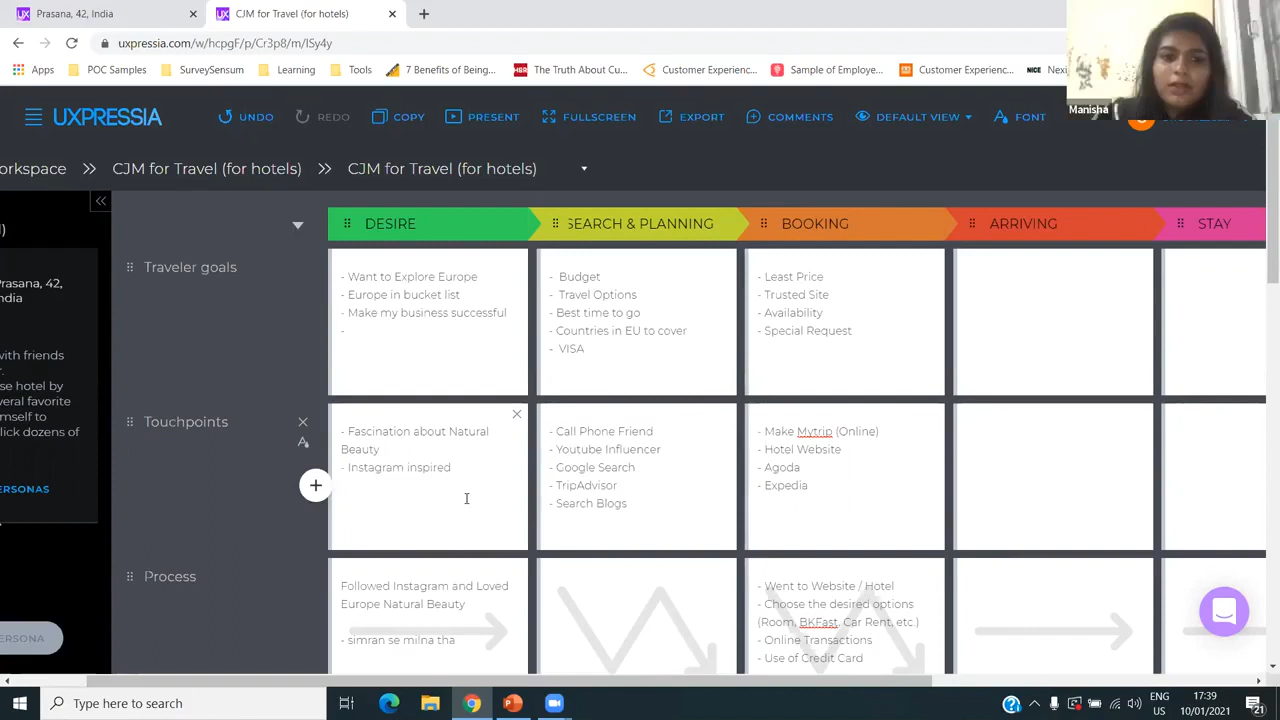 Prasana, 42, India
CJM for Travel (for hotels)
uxpressia.com/w/hcpgF/p/Cr3p8/m/ISy4y
Apps
POC Samples
SurveySensum
Learning
Tools
7 Benefits of Being...
The Truth About Cu...
Customer Experienc...
Sample of Employe...
Customer Experienc...
NICE
Manisha
UXPRESSIA
UNDO
REDO
COPY
PRESENT
FULLSCREEN
EXPORT
COMMENTS
DEFAULT VIEW
FONT
orkspace
CJM for Travel (for hotels)
CJM for Travel (for hotels)
DESIRE
SEARCH & PLANNING
BOOKING
ARRIVING
STAY
Prasana, 42,
ndia
with friends
r.
se hotel by
veral favorite
mself to
lick dozens of
ERSONAS
ERSONA
Traveler goals
- Want to Explore Europe
- Europe in bucket list
- Make my business successful
-
- Budget
- Travel Options
- Best time to go
- Countries in EU to cover
- VISA
- Least Price
- Trusted Site
- Availability
- Special Request
Touchpoints
- Fascination about Natural
Beauty
- Instagram inspired
- Call Phone Friend
- Youtube Influencer
- Google Search
- TripAdvisor
- Search Blogs
- Make Mytrip (Online)
- Hotel Website
- Agoda
- Expedia
Process
Followed Instagram and Loved
Europe Natural Beauty
- simran se milna tha
- Went to Website / Hotel
- Choose the desired options
(Room, BKFast, Car Rent, etc.)
- Online Transactions
- Use of Credit Card
Type here to search
ENG
US
17:39
10/01/2021
21